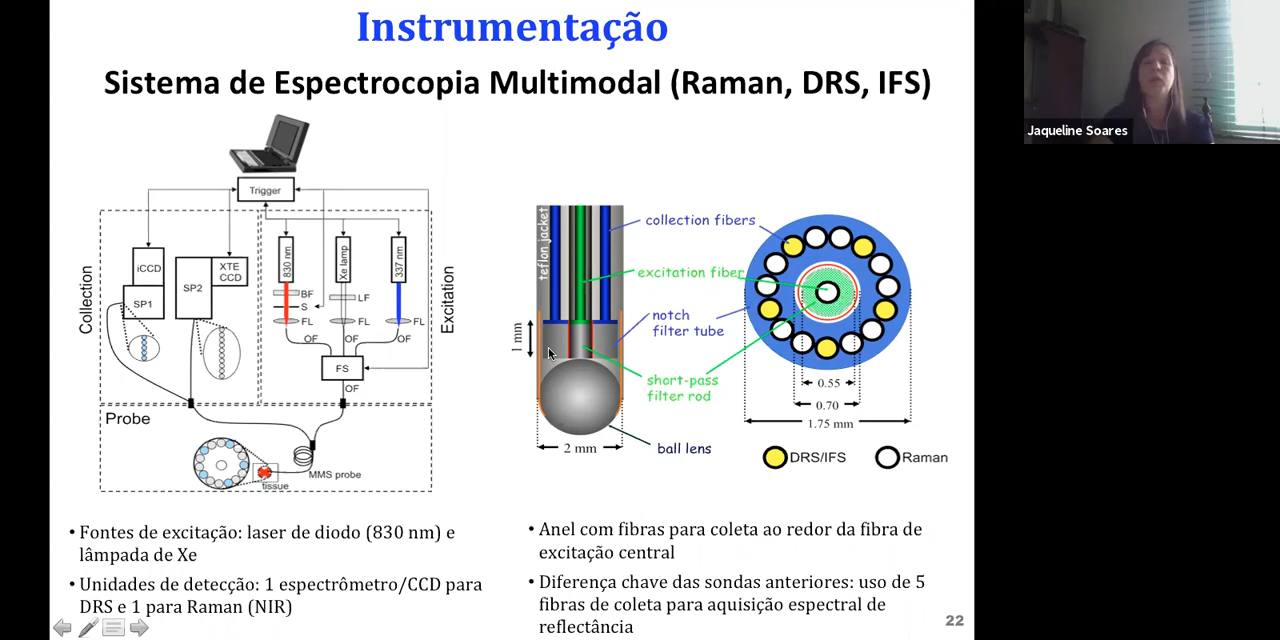 Instrumentação
Sistema de Espectrocopia Multimodal (Raman, DRS, IFS)
Jaqueline Soares
Trigger
Collection
iCCD
SP1
SP2
XTE
CCD
830 nm
Xe lamp
337 nm
BF
S
LF
FL
FL
FL
OF
OF
OF
FS
OF
Excitation
Probe
MMS probe
tissue
teflon jacket
collection fibers
excitation fiber
notch
filter tube
short-pass
filter rod
ball lens
1 mm
2 mm
0.55
0.70
1.75 mm
DRS/IFS
Raman
• Fontes de excitação: laser de diodo (830 nm) e
lâmpada de Xe
• Unidades de detecção: 1 espectrômetro/CCD para
DRS e 1 para Raman (NIR)
• Anel com fibras para coleta ao redor da fibra de
excitação central
• Diferença chave das sondas anteriores: uso de 5
fibras de coleta para aquisição espectral de
reflectância
22